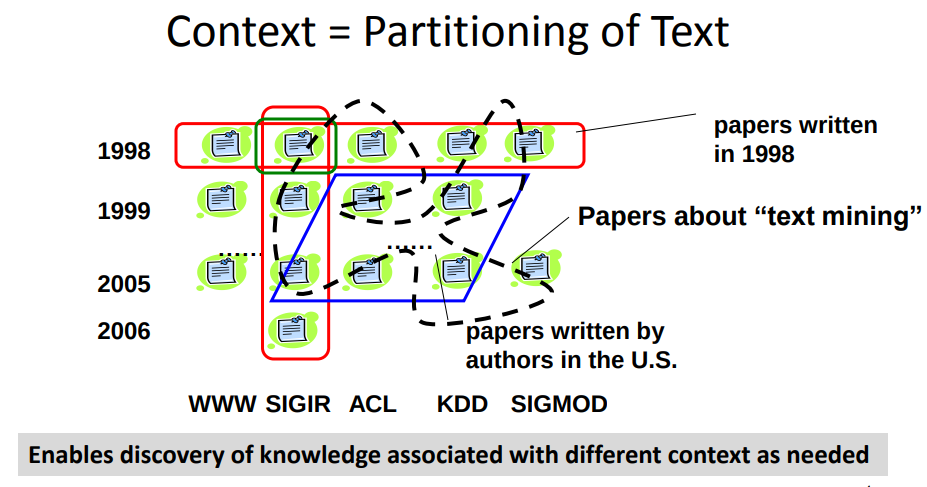 Context = Partitioning of Text
papers written
in 1998
1998
1999
Papers about “text mining”
2005
2006
papers written by
authors in the U.S.
WWW SIGIR ACL KDD SIGMOD
Enables discovery of knowledge associated with different context as needed